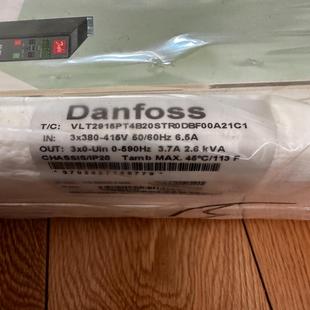 Danfoss
T/C: VLT2915PT4B20STR0DBF00A21C1
IN: 3x380-415V 50/60Hz 6.5A
OUT: 3x0-Uin 0-590Hz 3.7A 2.6 kVA
CHASSIS/IP20 Tamb MAX. 45°C/113 F